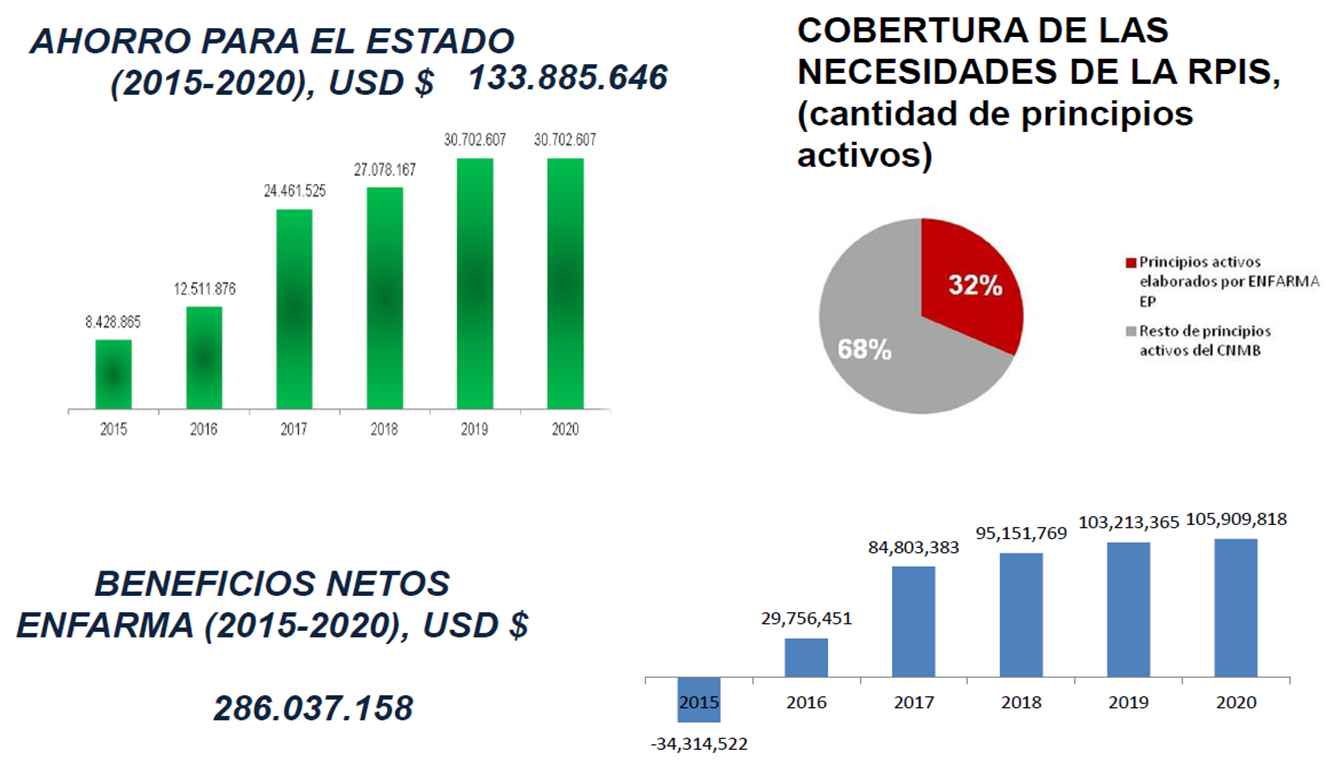 AHORRO PARA EL ESTADO
(2015-2020), USD $ 133.885.646
30.702.607 30.702.607
27.078.167
24.461.525
12.511.876
8.428.865
2015 2016 2017 2018 2019 2020
COBERTURA DE LAS
NECESIDADES DE LA RPIS,
(cantidad de principios
activos)
32%
68%
Principios activos
elaborados por ENFARMA
EP
Resto de principios
activos del CNMB
BENEFICIOS NETOS
ENFARMA (2015-2020), USD $
286.037.158
103,213,365 105,909,818
95,151,769
84,803,383
29,756,451
2015 2016 2017 2018 2019 2020
-34,314,522